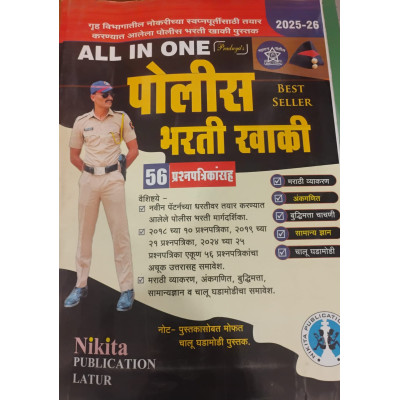 गृह विभागातील नोकरीच्या स्वप्नपूर्तीसाठी तयार
करण्यात आलेला पोलीस भरती खाकी पुस्तक
2025-26
ALL IN ONE
पोलीस
BEST
SELLER
भरती खाकी
56 प्रश्नपत्रिकांसह
वैशिष्ट्ये -
• नवीन पॅटर्नच्या धरतीवर तयार करण्यात
आलेले पोलीस भरती मार्गदर्शिका.
• २०१८ च्या १० प्रश्नपत्रिका, २०१९ च्या
२१ प्रश्नपत्रिका, २०२४ च्या २५
प्रश्नपत्रिका एकूण ५६ प्रश्नपत्रिकांचा
अचूक उत्तरासह समावेश.
• मराठी व्याकरण, अंकगणित, बुद्धिमत्ता,
सामान्यज्ञान व चालू घडामोडीचा समावेश.
मराठी व्याकरण
अंकगणित
बुद्धिमत्ता चाचणी
सामान्य ज्ञान
चालू घडामोडी
नोट- पुस्तकासोबत मोफत
चालू घडामोडी पुस्तक.
Nikita
PUBLICATION
LATUR
NIKITA PUBLICATION